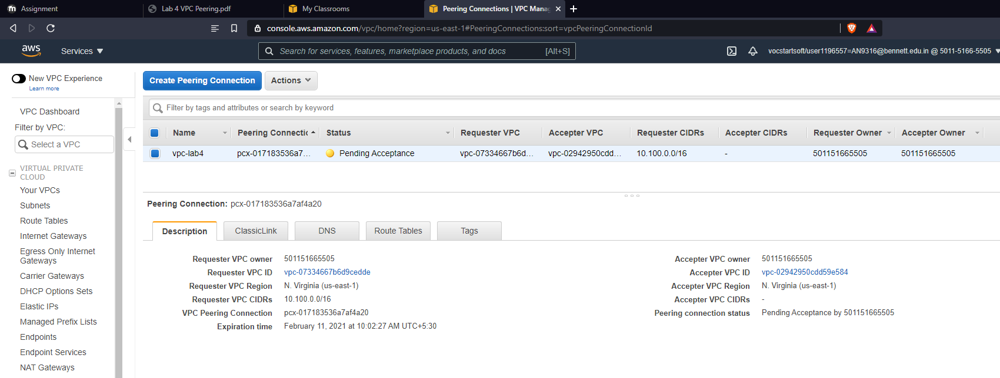 Assignment
Lab 4 VPC Peering.pdf
My Classrooms
Peering Connections | VPC Mana
console.aws.amazon.com/vpc/home?region=us-east-1#PeeringConnections:sort=vpcPeeringConnectionId
aws
Services
Search for services, features, marketplace products, and docs [Alt+S]
vocstartsoft/user1196557=AN9316@bennett.edu.in @ 5011-5166-5505
New VPC Experience
Learn more
VPC Dashboard
Filter by VPC:
Select a VPC
VIRTUAL PRIVATE
CLOUD
Your VPCs
Subnets
Route Tables
Internet Gateways
Egress Only Internet
Gateways
Carrier Gateways
DHCP Options Sets
Elastic IPs
Managed Prefix Lists
Endpoints
Endpoint Services
NAT Gateways
Create Peering Connection
Actions
Filter by tags and attributes or search by keyword
Name Peering Connectic Status Requester VPC Accepter VPC Requester CIDRs Accepter CIDRs Requester Owner Accepter Owner
vpc-lab4 pcx-017183536a7... Pending Acceptance vpc-07334667b6d... vpc-02942950cdd... 10.100.0.0/16 - 501151665505 501151665505
Peering Connection: pcx-017183536a7af4a20
Description ClassicLink DNS Route Tables Tags
Requester VPC owner 501151665505 Accepter VPC owner 501151665505
Requester VPC ID vpc-07334667b6d9cedde Accepter VPC ID vpc-02942950cdd59e584
Requester VPC Region N. Virginia (us-east-1) Accepter VPC Region N. Virginia (us-east-1)
Requester VPC CIDRs 10.100.0.0/16 Accepter VPC CIDRs -
VPC Peering Connection pcx-017183536a7af4a20 Peering connection status Pending Acceptance by 501151665505
Expiration time February 11, 2021 at 10:02:27 AM UTC+5:30